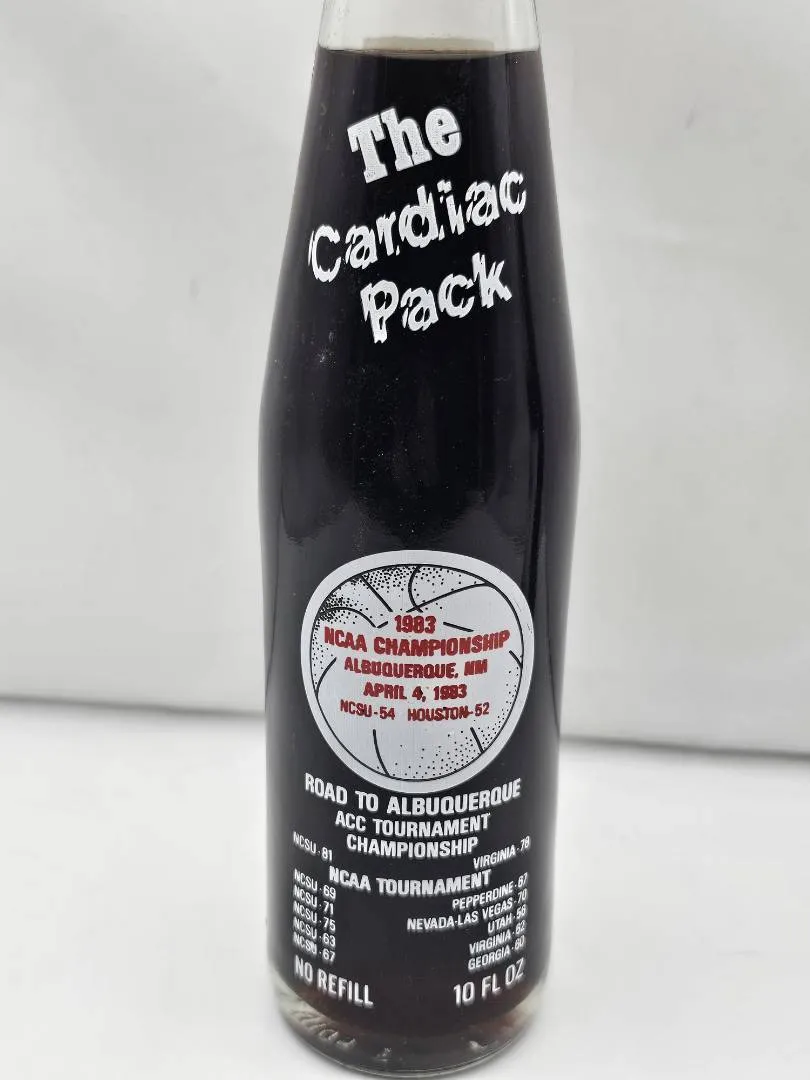 The
Cardiac
Pack
1983
NCAA CHAMPIONSHIP
ALBUQUERQUE, NM
APRIL 4, 1983
NCSU-54 HOUSTON-52
ROAD TO ALBUQUERQUE
ACC TOURNAMENT
CHAMPIONSHIP
NCSU-81 VIRGINIA-78
NCAA TOURNAMENT
NCSU-69 PEPPERDINE-67
NCSU-71 NEVADA-LAS VEGAS-70
NCSU-75 UTAH-56
NCSU-63 VIRGINIA-62
NCSU-67 GEORGIA-60
NO REFILL 10 FL OZ